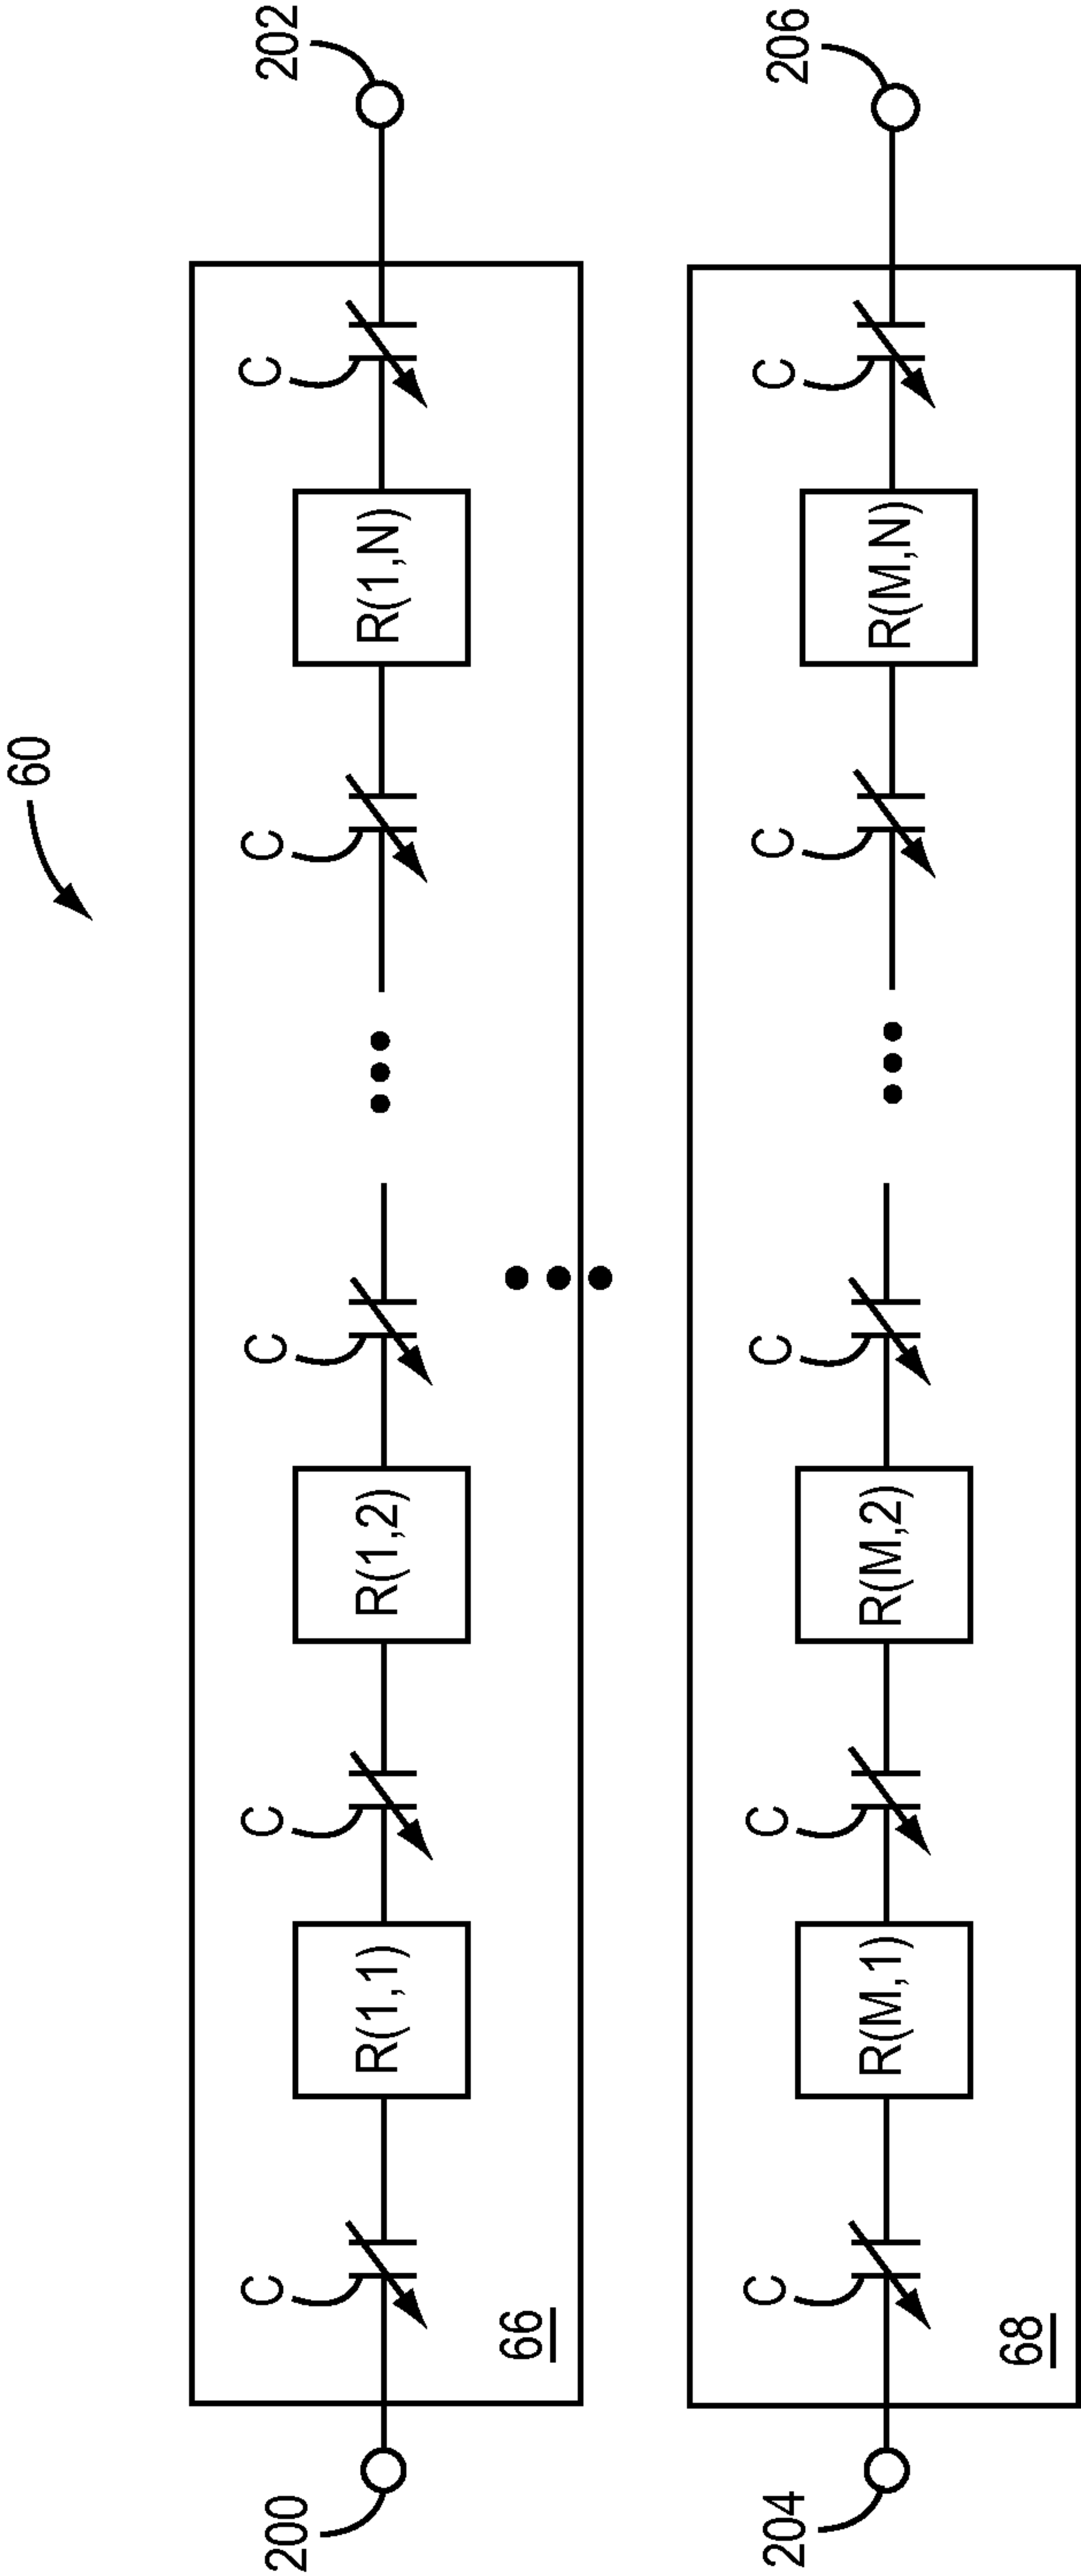 60
C
C
C
C
C
200
R(1,1)
R(1,2)
R(1,N)
202
66
C
C
C
C
C
204
R(M,1)
R(M,2)
R(M,N)
206
68